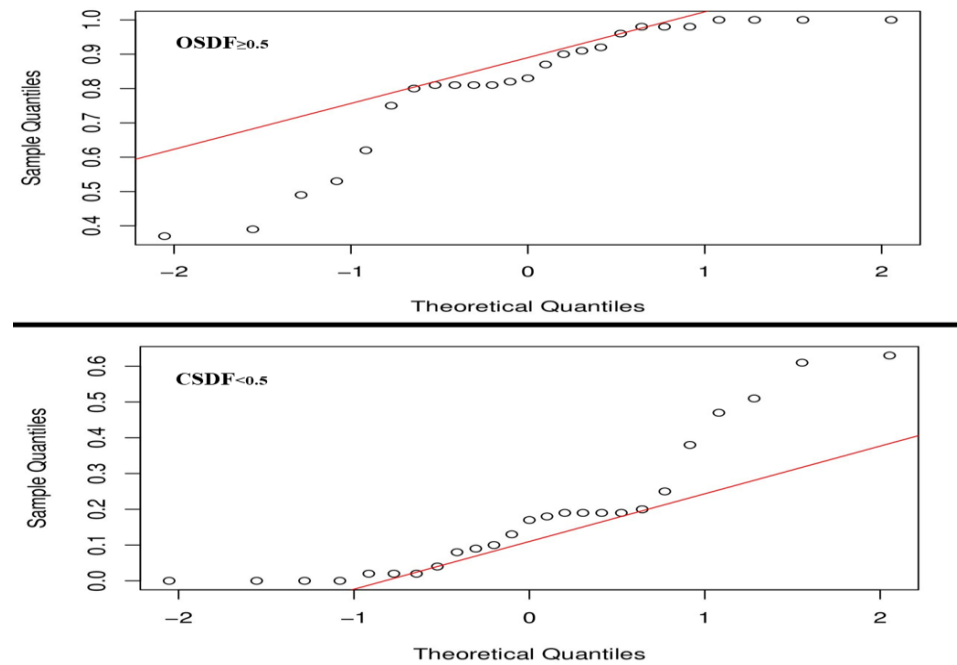 OSDF≥0.5
Sample Quantiles
1.0
0.9
0.8
0.7
0.6
0.5
0.4
−2 −1 0 1 2
Theoretical Quantiles
CSDF<0.5
Sample Quantiles
0.6
0.5
0.4
0.3
0.2
0.1
0.0
−2 −1 0 1 2
Theoretical Quantiles